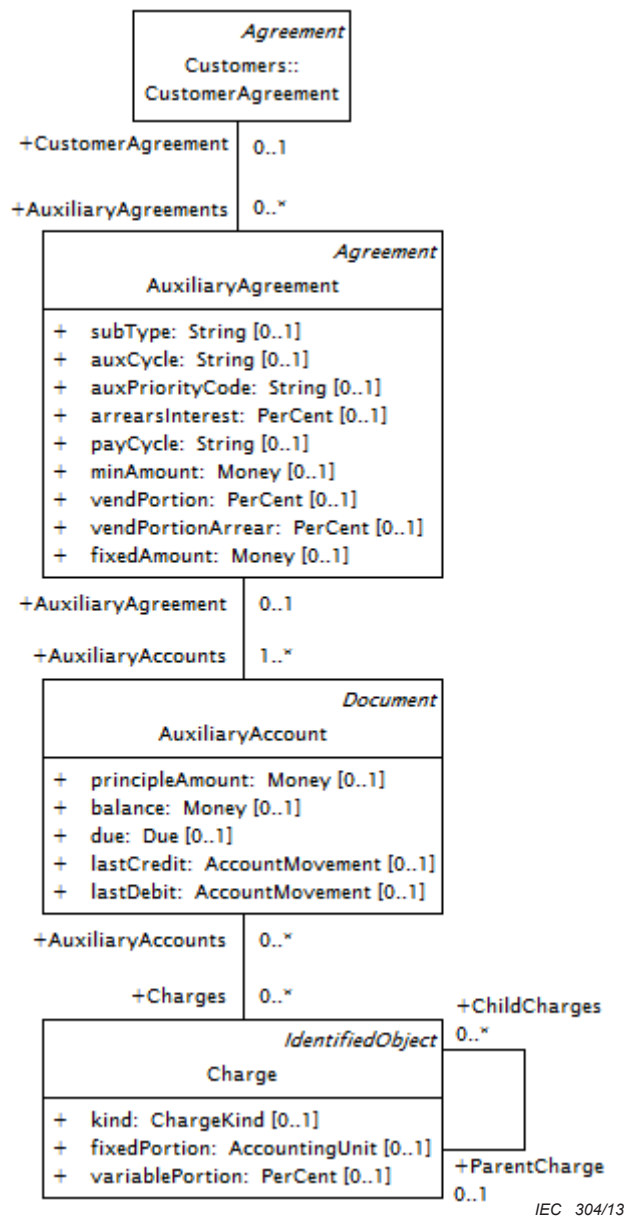 Agreement
Customers::
CustomerAgreement
+CustomerAgreement 0..1
+AuxiliaryAgreements 0..*
Agreement
AuxiliaryAgreement
+ subType: String [0..1]
+ auxCycle: String [0..1]
+ auxPriorityCode: String [0..1]
+ arrearsInterest: PerCent [0..1]
+ payCycle: String [0..1]
+ minAmount: Money [0..1]
+ vendPortion: PerCent [0..1]
+ vendPortionArrear: PerCent [0..1]
+ fixedAmount: Money [0..1]
+AuxiliaryAgreement 0..1
+AuxiliaryAccounts 1..*
Document
AuxiliaryAccount
+ principleAmount: Money [0..1]
+ balance: Money [0..1]
+ due: Due [0..1]
+ lastCredit: AccountMovement [0..1]
+ lastDebit: AccountMovement [0..1]
+AuxiliaryAccounts 0..*
+Charges 0..*
+ChildCharges
0..*
IdentifiedObject
Charge
+ kind: ChargeKind [0..1]
+ fixedPortion: AccountingUnit [0..1]
+ variablePortion: PerCent [0..1]
+ParentCharge
0..1
IEC 304/13